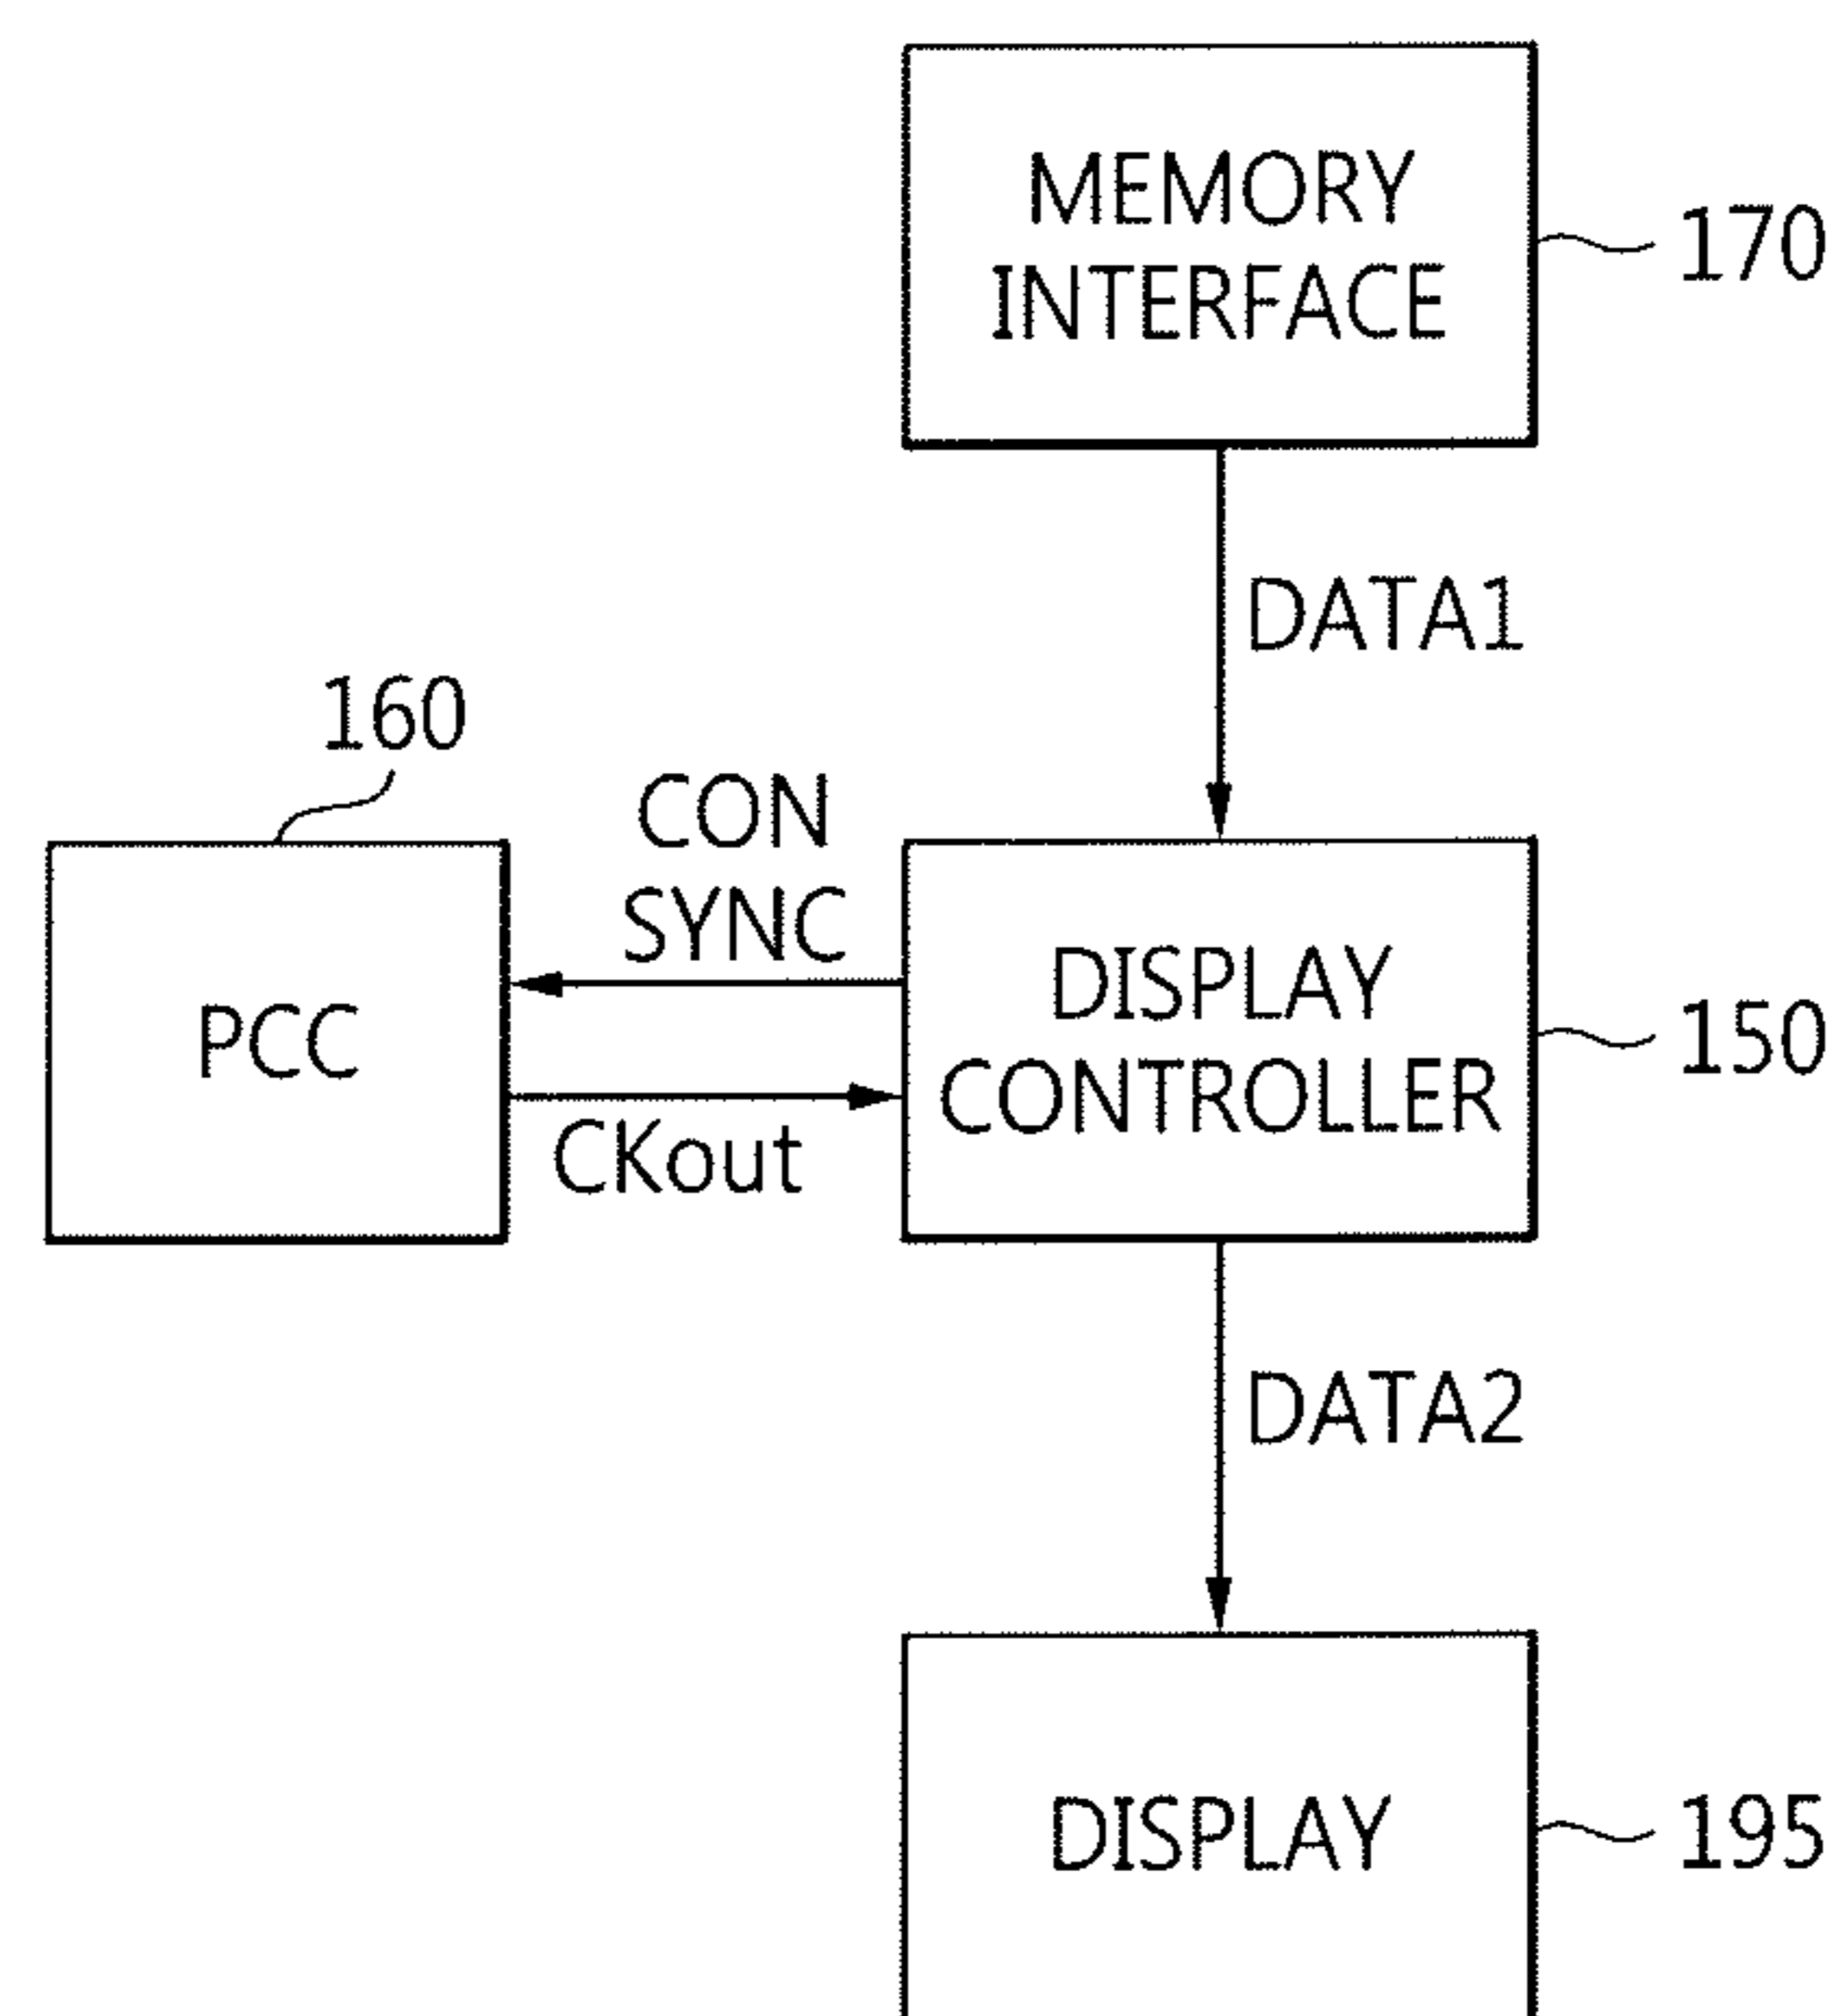 MEMORY
INTERFACE
170
DATA1
160
CON
SYNC
PCC
DISPLAY
CONTROLLER
150
CKout
DATA2
DISPLAY
195